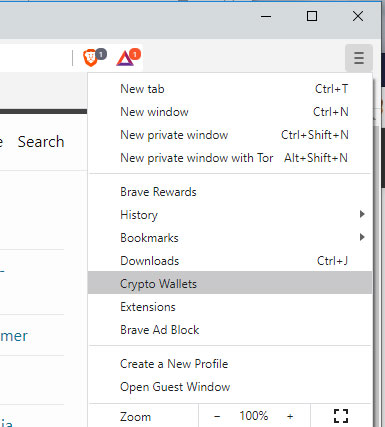 1 1
e Search
New tab Ctrl+T
New window Ctrl+N
New private window Ctrl+Shift+N
New private window with Tor Alt+Shift+N
Brave Rewards
History
Bookmarks
Downloads Ctrl+J
-
Crypto Wallets
Extensions
mer
Brave Ad Block
Create a New Profile
Open Guest Window
Zoom - 100% +
ia